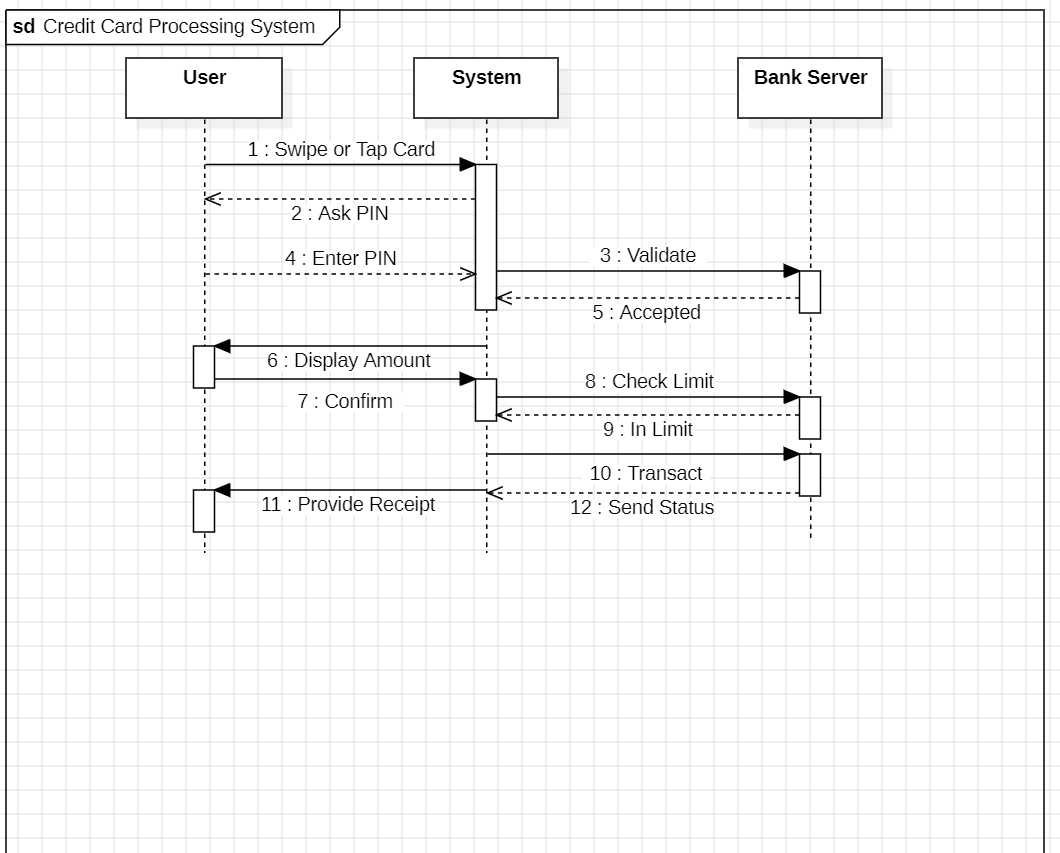 sd Credit Card Processing System
User
System
Bank Server
1 : Swipe or Tap Card
2 : Ask PIN
4 : Enter PIN
3 : Validate
5 : Accepted
6 : Display Amount
7 : Confirm
8 : Check Limit
9 : In Limit
10 : Transact
11 : Provide Receipt
12 : Send Status